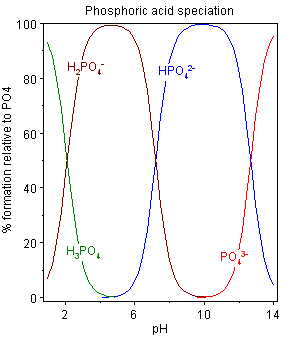 Phosphoric acid speciation
% formation relative to PO4
100
80
60
40
20
0
H₂PO₄⁻
HPO₄²⁻
H₃PO₄
PO₄³⁻
2
6
10
14
pH